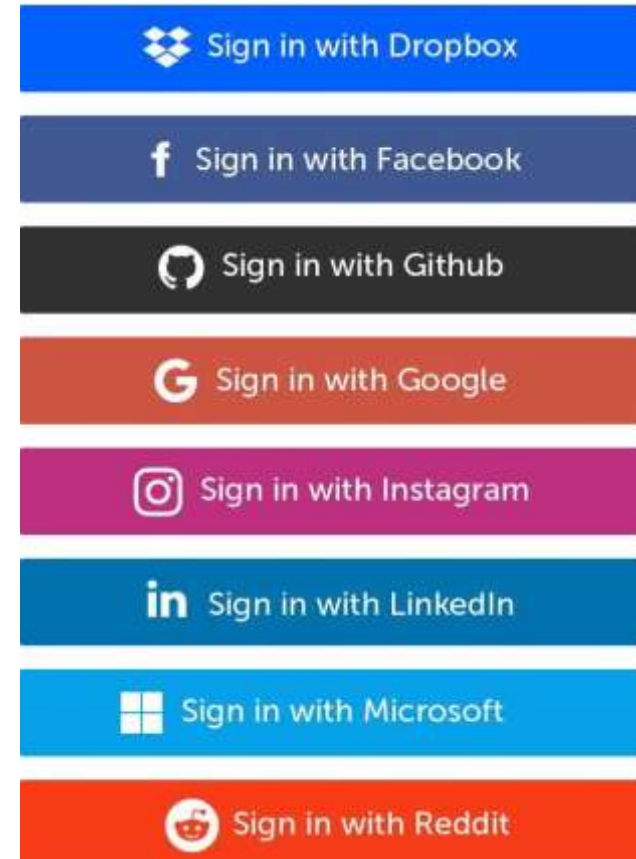 Sign in with Dropbox
f Sign in with Facebook
Sign in with Github
G Sign in with Google
Sign in with Instagram
in Sign in with LinkedIn
Sign in with Microsoft
Sign in with Reddit